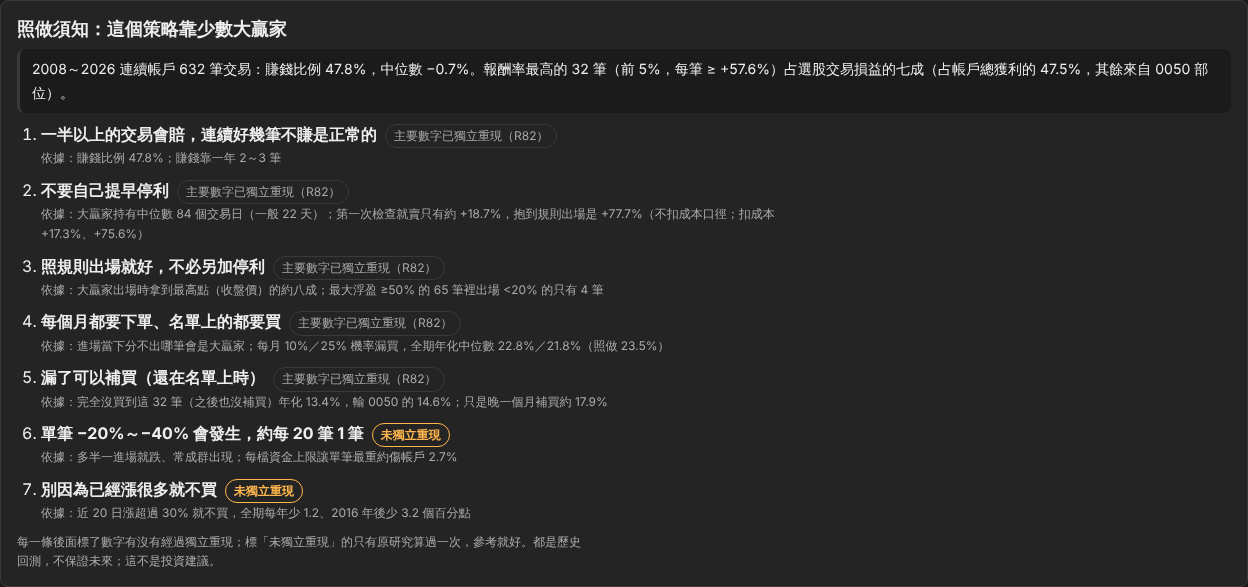 照做須知：這個策略靠少數大贏家
2008～2026 連續帳戶 632 筆交易：賺錢比例 47.8%，中位數 −0.7%。報酬率最高的 32 筆（前 5%，每筆 ≥ +57.6%）占選股交易損益的七成（占帳戶總獲利的 47.5%，其餘來自 0050 部
位）。
1. 一半以上的交易會賠，連續好幾筆不賺是正常的 主要數字已獨立重現（R82）
依據：賺錢比例 47.8%；賺錢靠一年 2～3 筆
2. 不要自己提早停利 主要數字已獨立重現（R82）
依據：大贏家持有中位數 84 個交易日（一般 22 天）；第一次檢查就賣只有約 +18.7%，抱到規則出場是 +77.7%（不扣成本口徑；扣成本
+17.3%、+75.6%）
3. 照規則出場就好，不必另加停利 主要數字已獨立重現（R82）
依據：大贏家出場時拿到最高點（收盤價）的約八成；最大浮盈 ≥50% 的 65 筆裡出場 <20% 的只有 4 筆
4. 每個月都要下單、名單上的都要買 主要數字已獨立重現（R82）
依據：進場當下分不出哪筆會是大贏家；每月 10%／25% 機率漏買，全期年化中位數 22.8%／21.8%（照做 23.5%）
5. 漏了可以補買（還在名單上時） 主要數字已獨立重現（R82）
依據：完全沒買到這 32 筆（之後也沒補買）年化 13.4%，輸 0050 的 14.6%；只是晚一個月補買約 17.9%
6. 單筆 −20%～−40% 會發生，約每 20 筆 1 筆 未獨立重現
依據：多半一進場就跌、常成群出現；每檔資金上限讓單筆最重約傷帳戶 2.7%
7. 別因為已經漲很多就不買 未獨立重現
依據：近 20 日漲超過 30% 就不買，全期每年少 1.2、2016 年後少 3.2 個百分點
每一條後面標了數字有沒有經過獨立重現；標「未獨立重現」的只有原研究算過一次，參考就好。都是歷史
回測，不保證未來；這不是投資建議。